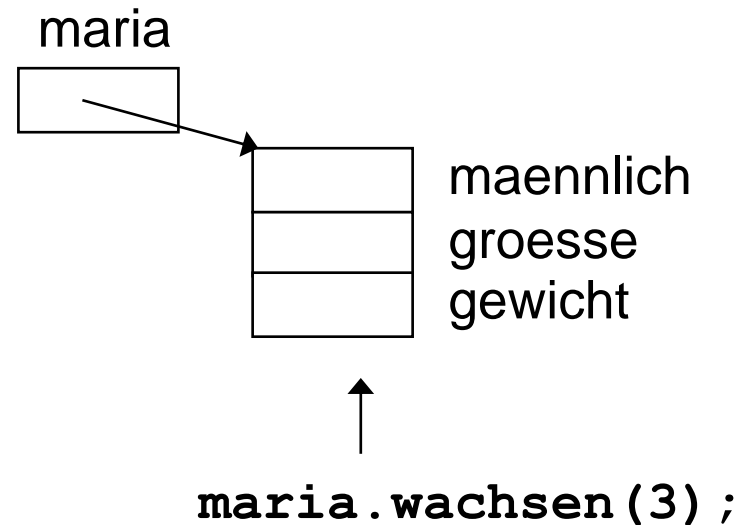 maria
maennlich
groesse
gewicht
maria.wachsen(3);